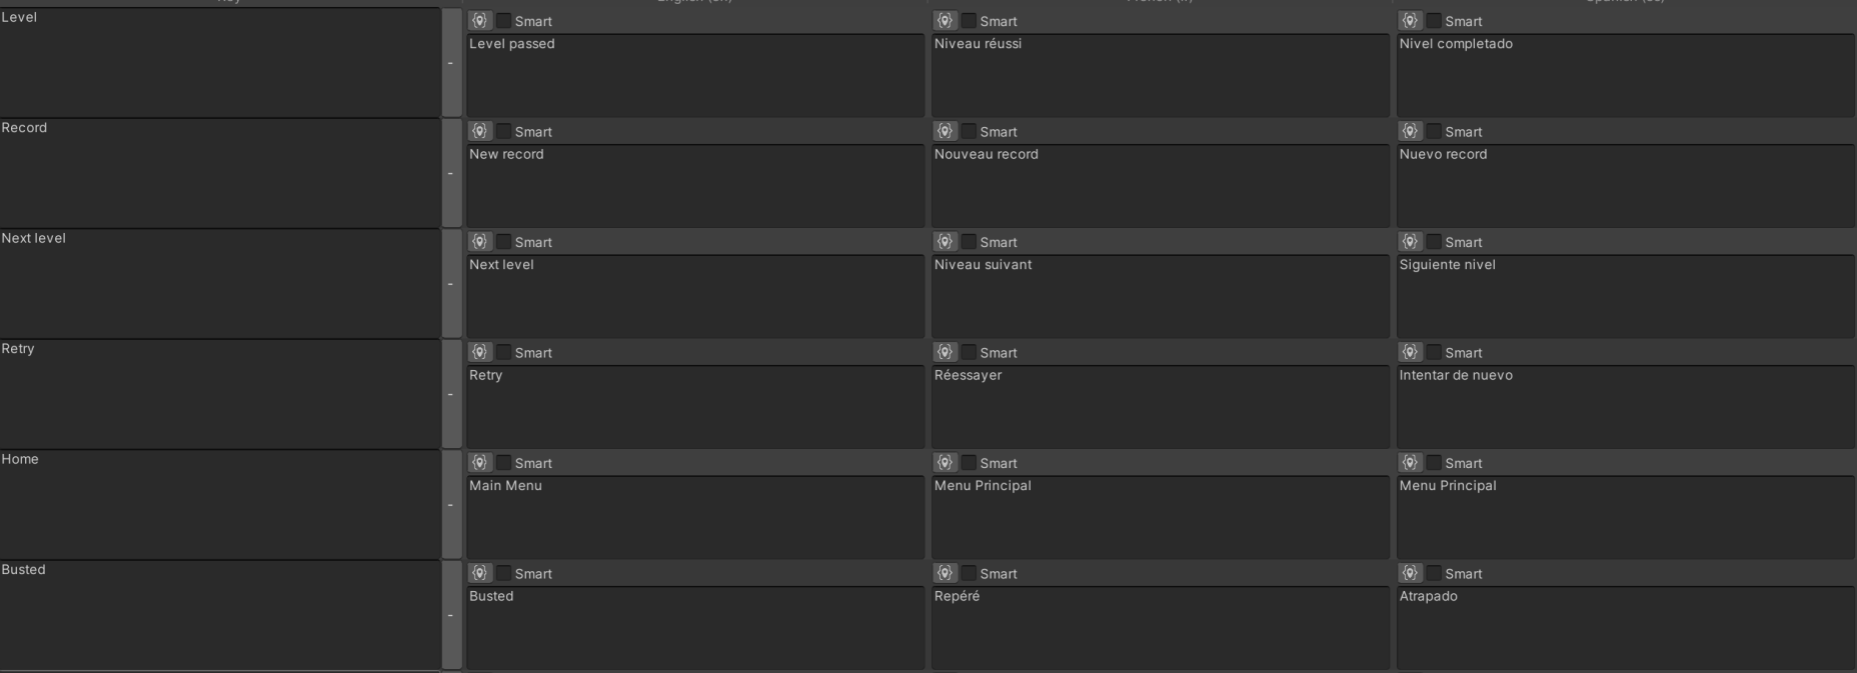 Level
Smart Smart Smart
Level passed Niveau réussi Nivel completado
-
Record
Smart Smart Smart
New record Nouveau record Nuevo record
-
Next level
Smart Smart Smart
Next level Niveau suivant Siguiente nivel
-
Retry
Smart Smart Smart
Retry Réessayer Intentar de nuevo
-
Home
Smart Smart Smart
Main Menu Menu Principal Menu Principal
-
Busted
Smart Smart Smart
Busted Repéré Atrapado
-